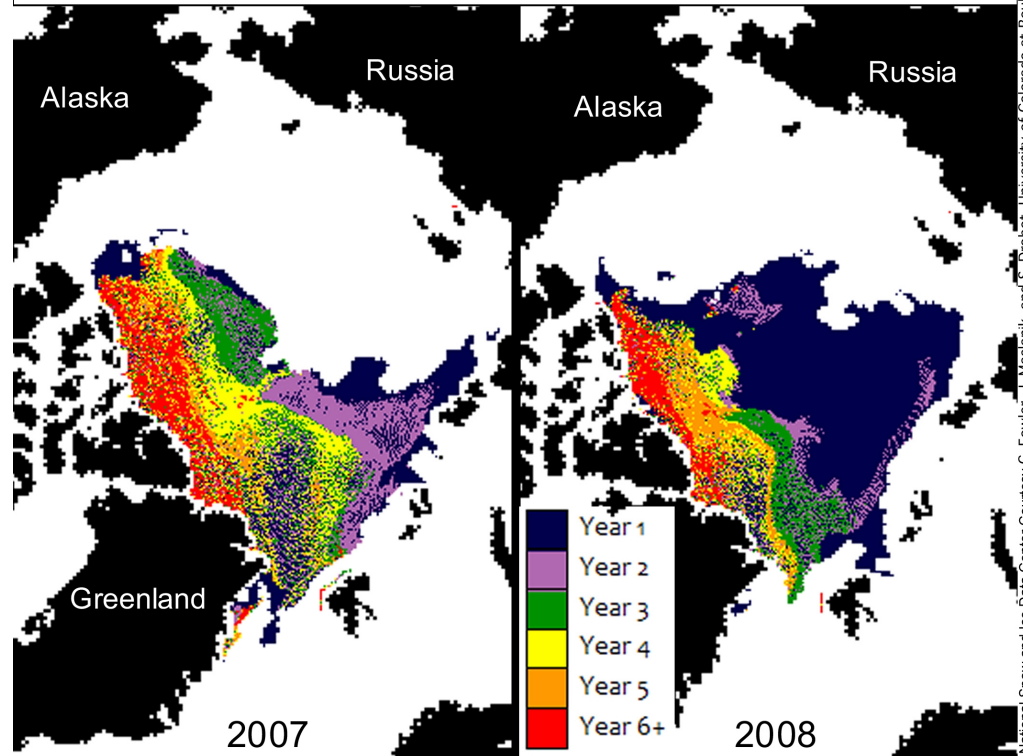 Alaska
Russia
Alaska
Russia
Greenland
Year 1
Year 2
Year 3
Year 4
Year 5
Year 6+
2007
2008